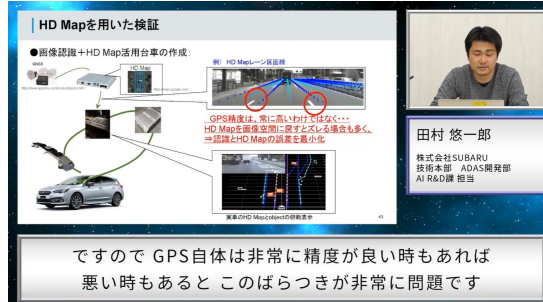 HD Mapを用いた検証
●画像認識＋HD Map活用台車の作成：
GNSS
HD Map
例） HD Mapレーン区画線
GPS精度は、常に高いわけではなく・・・
HD Mapを画像空間に戻すとズレる場合も多く、
⇒認識とHD Mapの誤差を最小化
実車のHD Mapとobjectの俯瞰表示
43
田村 悠一郎
株式会社SUBARU
技術本部 ADAS開発部
AI R&D課 担当
ですので GPS自体は非常に精度が良い時もあれば
悪い時もあると このばらつきが非常に問題です